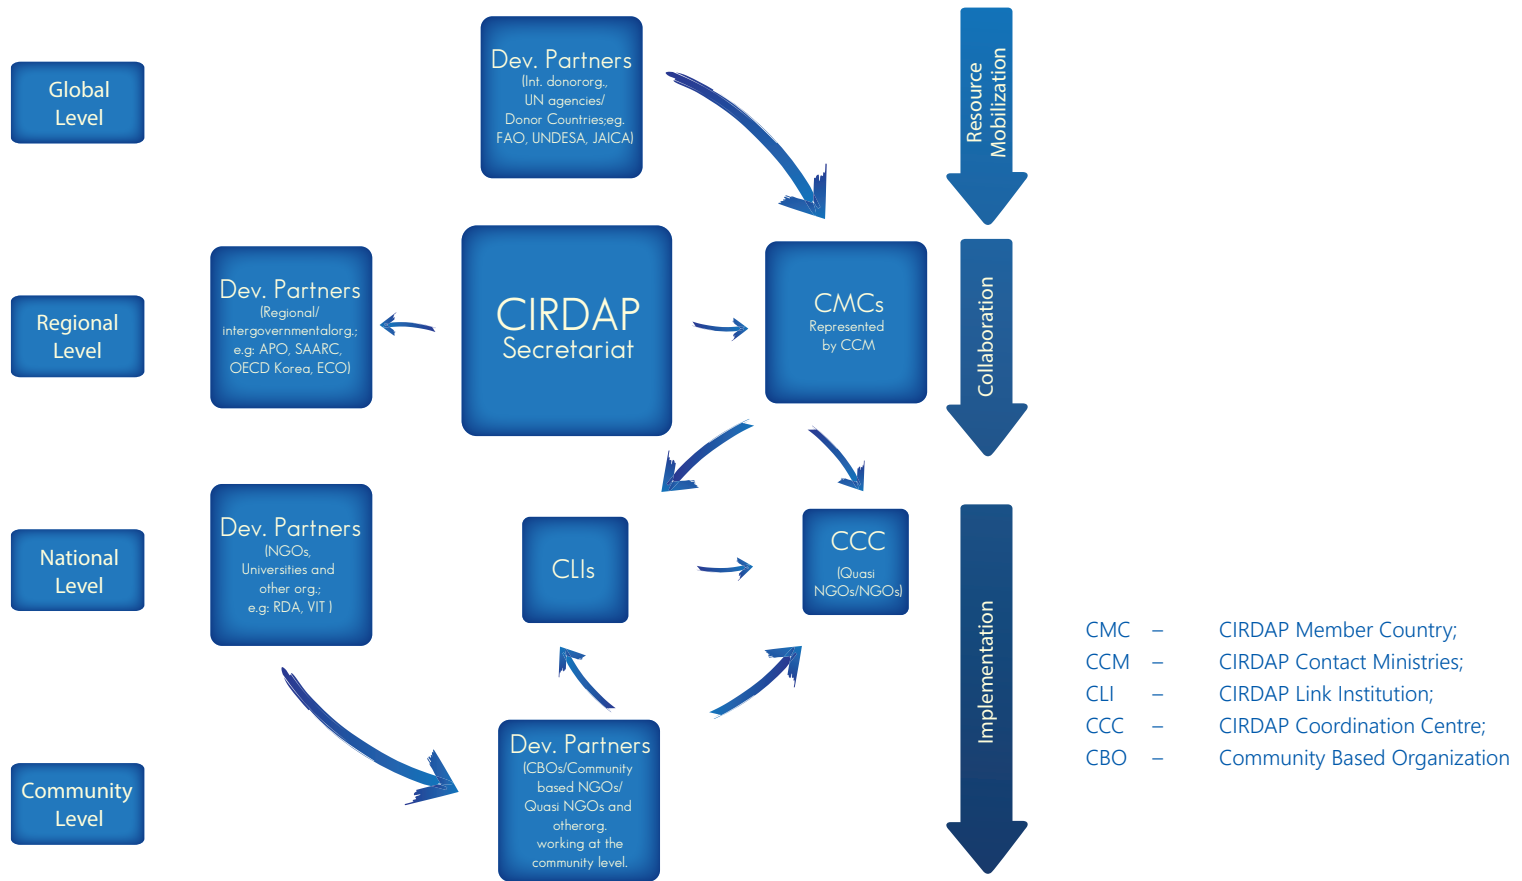 Global
Level
Dev. Partners
(Int. donororg.,
UN agencies/
Donor Countries;eg.
FAO, UNDESA, JAICA)
Resource
Mobilization
Regional
Level
Dev. Partners
(Regional/
intergovernmentalorg.;
e.g: APO, SAARC,
OECD Korea, ECO)
CIRDAP
Secretariat
CMCs
Represented
by CCM
Collaboration
National
Level
Dev. Partners
(NGOs,
Universities and
other org.;
e.g: RDA, VIT )
CLIs
CCC
(Quasi
NGOs/NGOs)
Implementation
Community
Level
Dev. Partners
(CBOs/Community
based NGOs/
Quasi NGOs and
otherorg.
working at the
community level.
CMC – CIRDAP Member Country;
CCM – CIRDAP Contact Ministries;
CLI – CIRDAP Link Institution;
CCC – CIRDAP Coordination Centre;
CBO – Community Based Organization